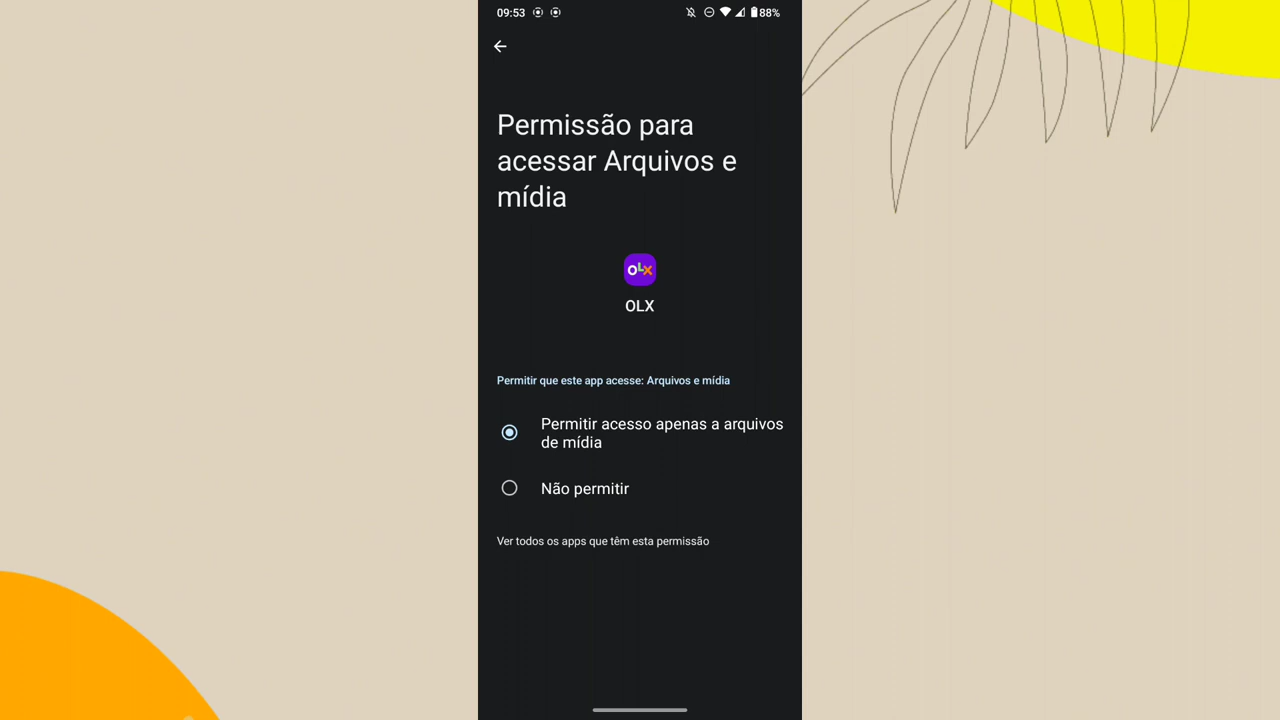 09:53
88%
Permissão para
acessar Arquivos e
mídia
OLX
OLX
Permitir que este app acesse: Arquivos e mídia
Permitir acesso apenas a arquivos
de mídia
Não permitir
Ver todos os apps que têm esta permissão